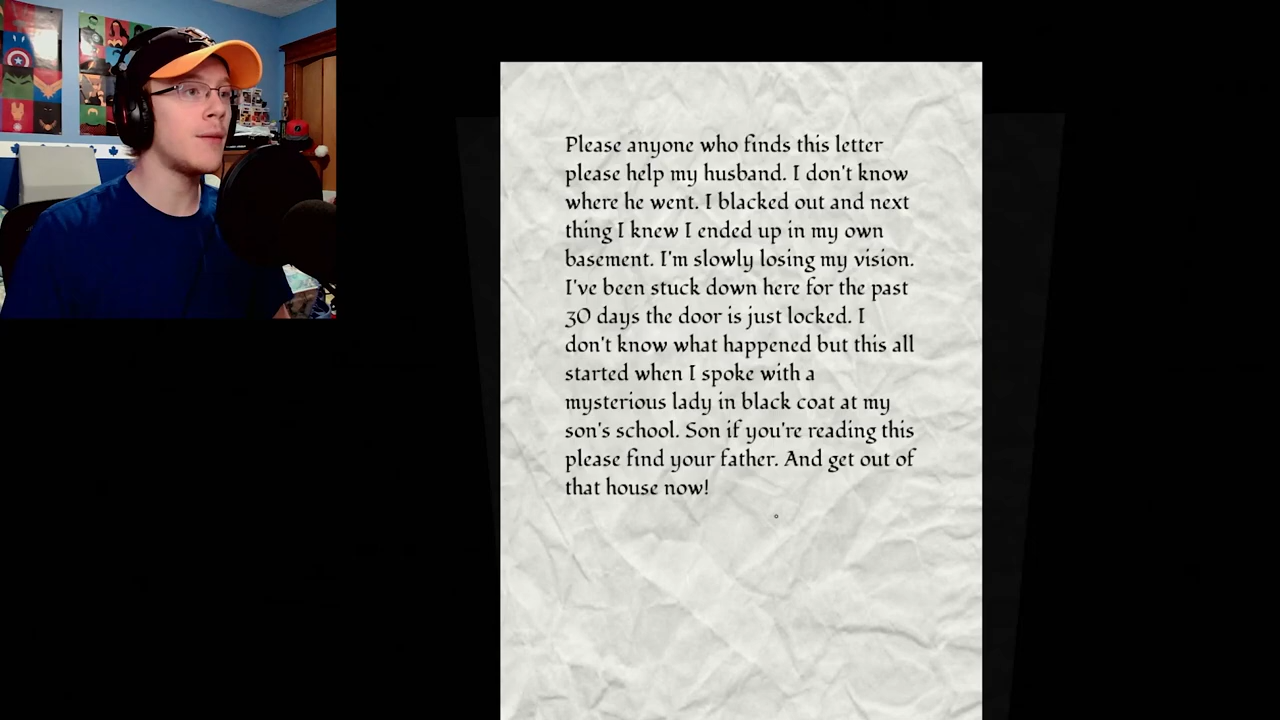 Please anyone who finds this letter
please help my husband. I don't know
where he went. I blacked out and next
thing I knew I ended up in my own
basement. I'm slowly losing my vision.
I've been stuck down here for the past
30 days the door is just locked. I
don't know what happened but this all
started when I spoke with a
mysterious lady in black coat at my
son's school. Son if you're reading this
please find your father. And get out of
that house now!